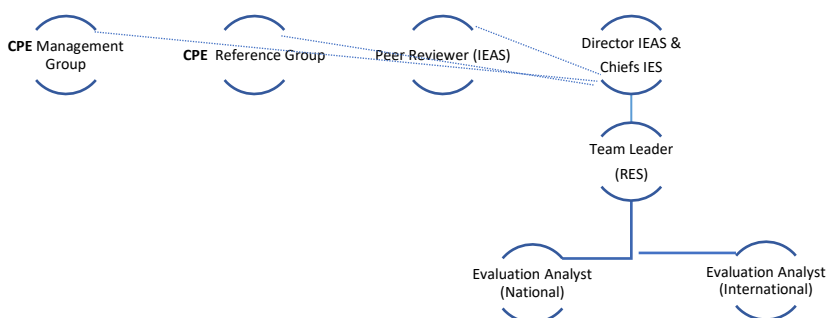 CPE Management
Group
CPE Reference Group
Peer Reviewer (IEAS)
Director IEAS &
Chiefs IES
Team Leader
(RES)
Evaluation Analyst
(National)
Evaluation Analyst
(International)